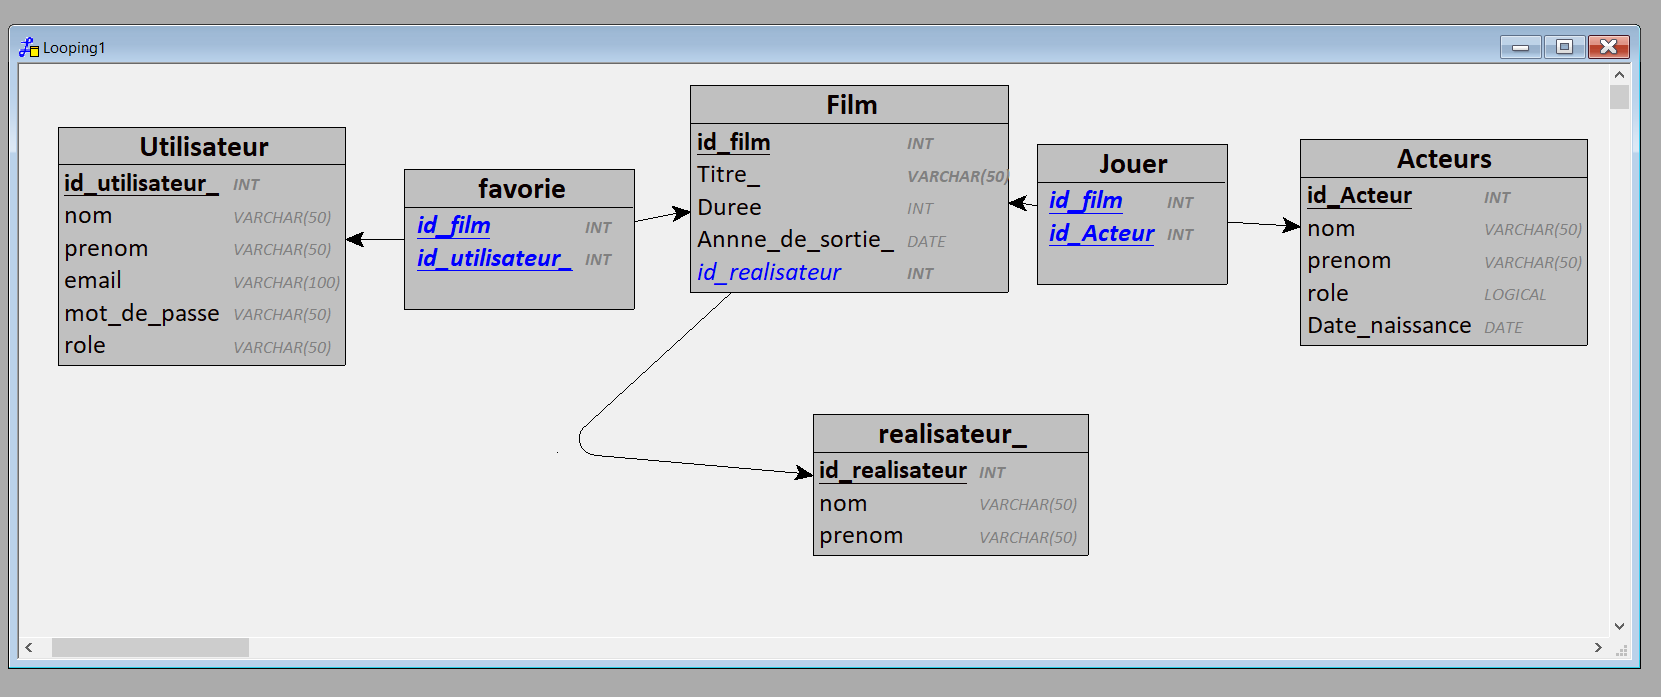 Looping1
Utilisateur
id_utilisateur_ INT
nom VARCHAR(50)
prenom VARCHAR(50)
email VARCHAR(100)
mot_de_passe VARCHAR(50)
role VARCHAR(50)
favorie
id_film INT
id_utilisateur_ INT
Film
id_film INT
Titre_ VARCHAR(50)
Duree INT
Annne_de_sortie_ DATE
id_realisateur INT
Jouer
id_film INT
id_Acteur INT
Acteurs
id_Acteur INT
nom VARCHAR(50)
prenom VARCHAR(50)
role LOGICAL
Date_naissance DATE
realisateur_
id_realisateur INT
nom VARCHAR(50)
prenom VARCHAR(50)